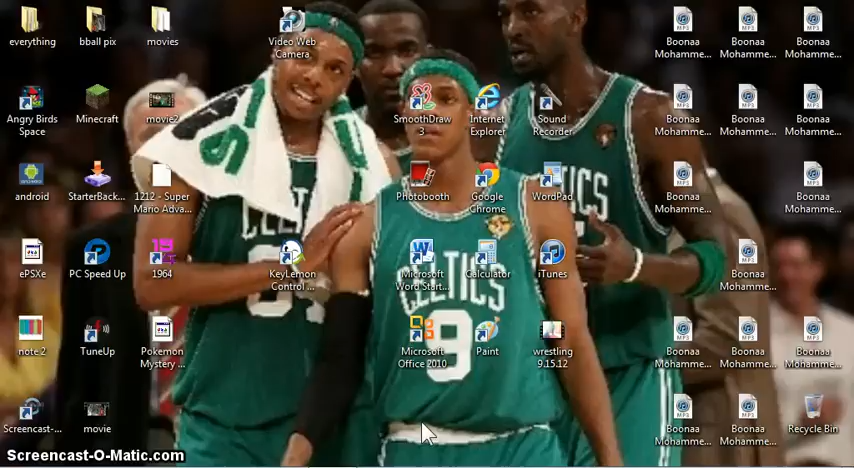 everything
bball pix
movies
Video Web
Camera
Boonaa
Mohamme...
Boonaa
Mohamme...
Boonaa
Mohamme...
Angry Birds
Space
Minecraft
movie2
SmoothDraw
3
Internet
Explorer
Sound
Recorder
Boonaa
Mohamme...
Boonaa
Mohamme...
Boonaa
Mohamme...
android
StarterBack...
1212 - Super
Mario Adva...
Photobooth
Google
Chrome
WordPad
Boonaa
Mohamme...
Boonaa
Mohamme...
Boonaa
Mohamme...
ePSXe
PC Speed Up
1964
KeyLemon
Control ...
Microsoft
Word Start...
Calculator
iTunes
Boonaa
Mohamme...
note 2
TuneUp
Pokemon
Mystery ...
Microsoft
Office 2010
Paint
wrestling
9.15.12
Boonaa
Mohamme...
Boonaa
Mohamme...
Boonaa
Mohamme...
Screencast-...
movie
Boonaa
Mohamme...
Boonaa
Mohamme...
Recycle Bin
CELTICS
9
Screencast-O-Matic.com